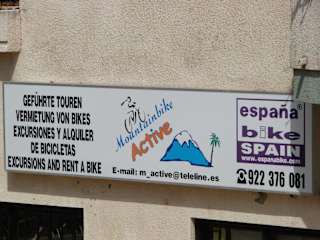 GEFÜHRTE TOUREN
VERMIETUNG VON BIKES
EXCURSIONES Y ALQUILER
DE BICICLETAS
EXCURSIONS AND RENT A BIKE
Mountainbike
Active
E-mail: m_active@teleline.es
españa
bike
SPAIN
www.espanabike.com
922 376 081